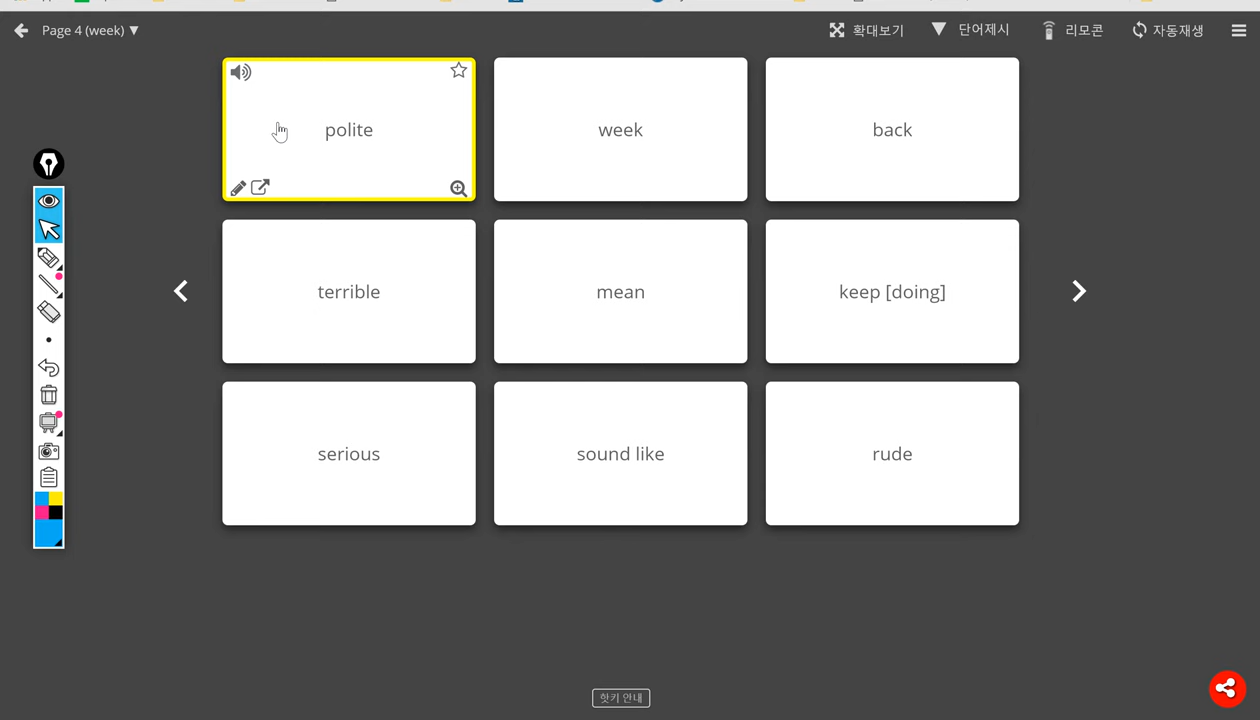 Page 4 (week) ▼
확대보기
단어제시
리모콘
자동재생
polite
week
back
terrible
mean
keep [doing]
serious
sound like
rude
핫키 안내